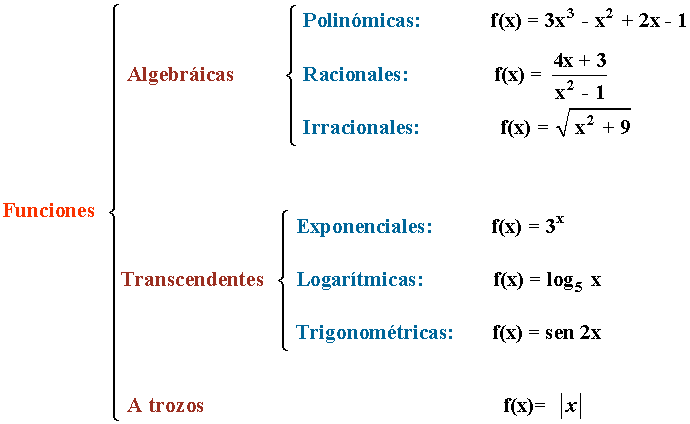 Polinómicas: f(x) = 3x³ - x² + 2x - 1
Algebráicas Racionales: f(x) = (4x + 3)/(x² - 1)
Irracionales: f(x) = √(x² + 9)
Funciones
Exponenciales: f(x) = 3ˣ
Transcendentes Logarítmicas: f(x) = log₅ x
Trigonométricas: f(x) = sen 2x
A trozos f(x)= |x|